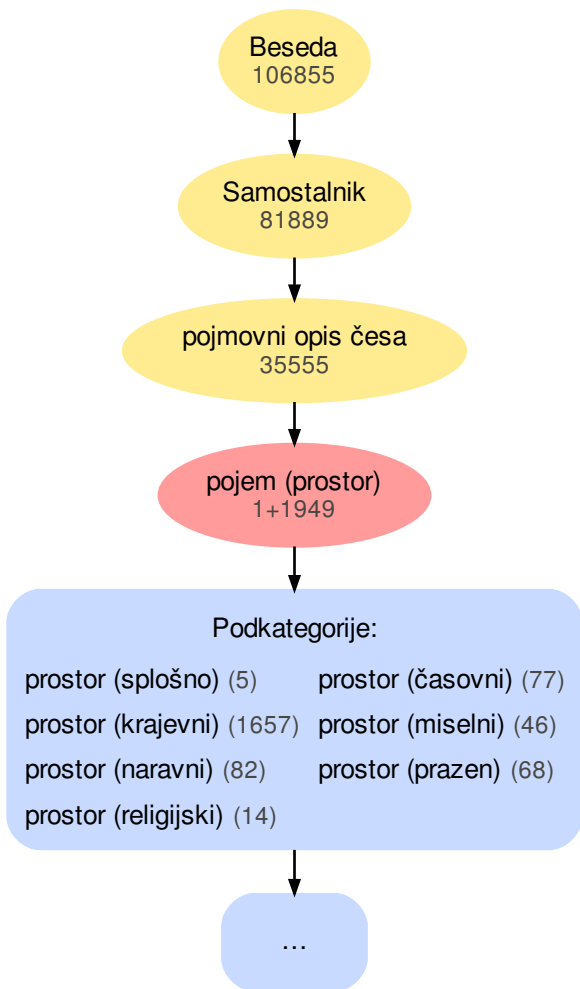 Beseda
106855
Samostalnik
81889
pojmovni opis česa
35555
pojem (prostor)
1+1949
Podkategorije:
prostor (splošno) (5) prostor (časovni) (77)
prostor (krajevni) (1657) prostor (miselni) (46)
prostor (naravni) (82) prostor (prazen) (68)
prostor (religijski) (14)
...